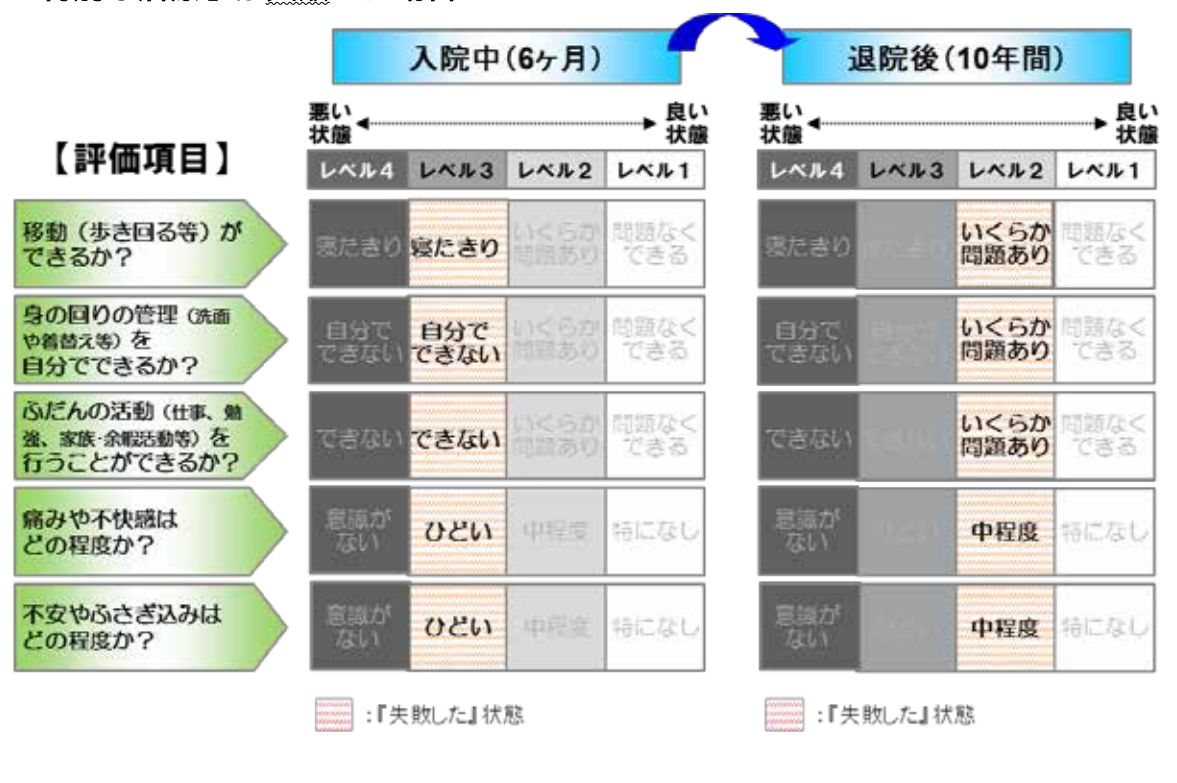 入院中（6ヶ月）
退院後（10年間）
悪い
状態
良い
状態
悪い
状態
良い
状態
【評価項目】
レベル4 レベル3 レベル2 レベル1
レベル4 レベル3 レベル2 レベル1
移動（歩き回る等）が
できるか？
寝たきり 寝たきり いくらか
問題あり 問題なく
できる
寝たきり いくらか
問題あり 問題なく
できる
身の回りの管理（洗面
や着替え等）を
自分でできるか？
自分で
できない 自分で
できない いくらか
問題あり 問題なく
できる
自分で
できない いくらか
問題あり 問題なく
できる
ふだんの活動（仕事、勉
強、家族・余暇活動等）を
行うことができるか？
できない できない いくらか
問題あり 問題なく
できる
できない いくらか
問題あり 問題なく
できる
痛みや不快感は
どの程度か？
意識が
ない ひどい 中程度 特になし
意識が
ない 中程度 特になし
不安やふさぎ込みは
どの程度か？
意識が
ない ひどい 中程度 特になし
意識が
ない 中程度 特になし
：『失敗した』状態
：『失敗した』状態